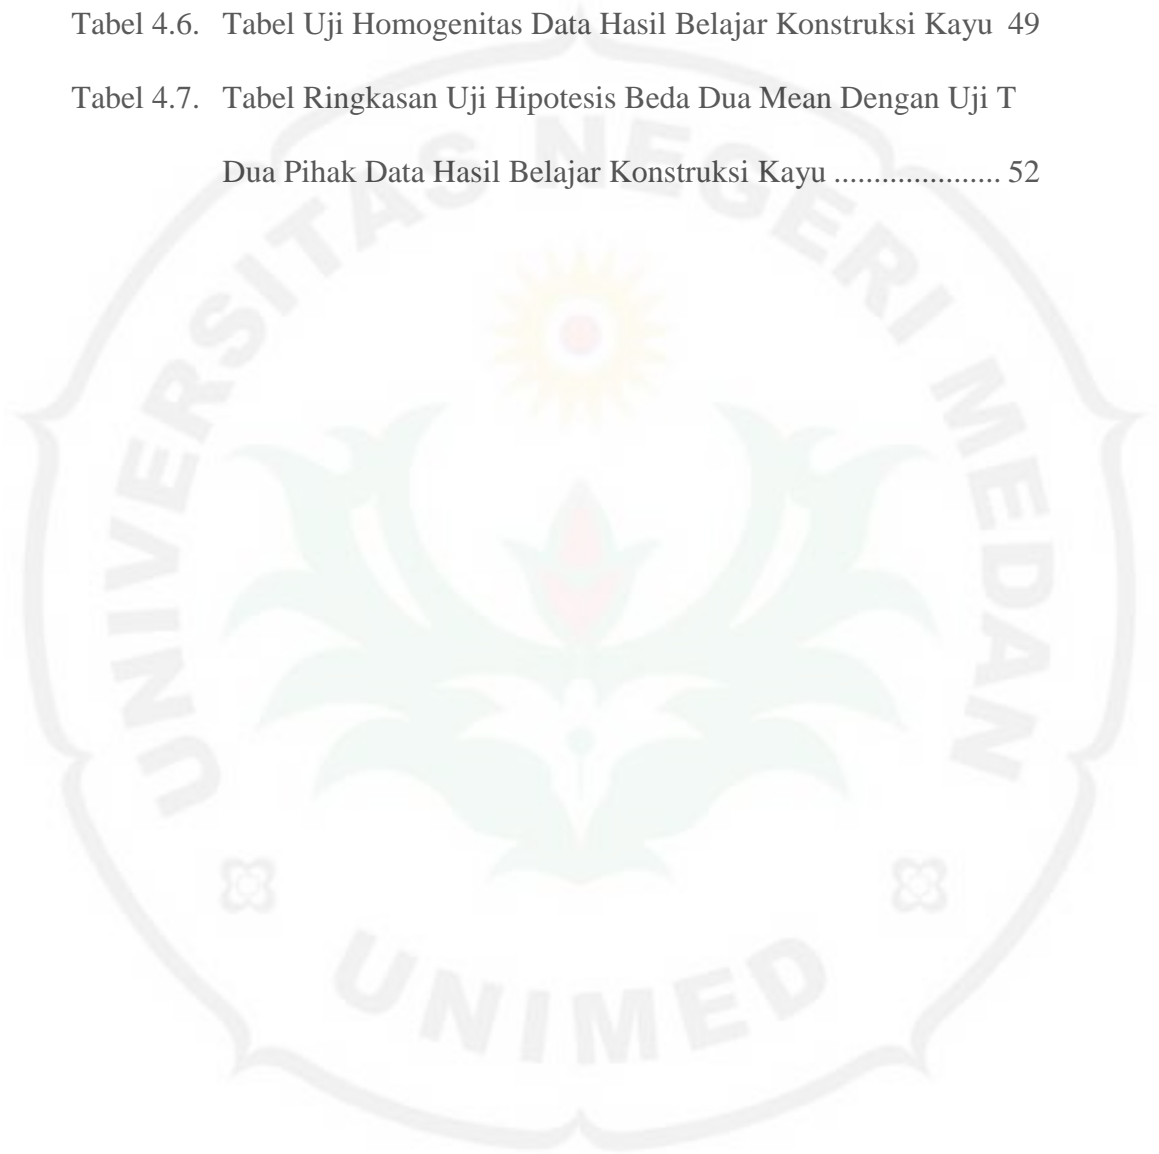 Tabel 4.6. Tabel Uji Homogenitas Data Hasil Belajar Konstruksi Kayu 49
Tabel 4.7. Tabel Ringkasan Uji Hipotesis Beda Dua Mean Dengan Uji T
Dua Pihak Data Hasil Belajar Konstruksi Kayu ..................... 52
UNIVERSITAS NEGERI MEDAN
UNIMED